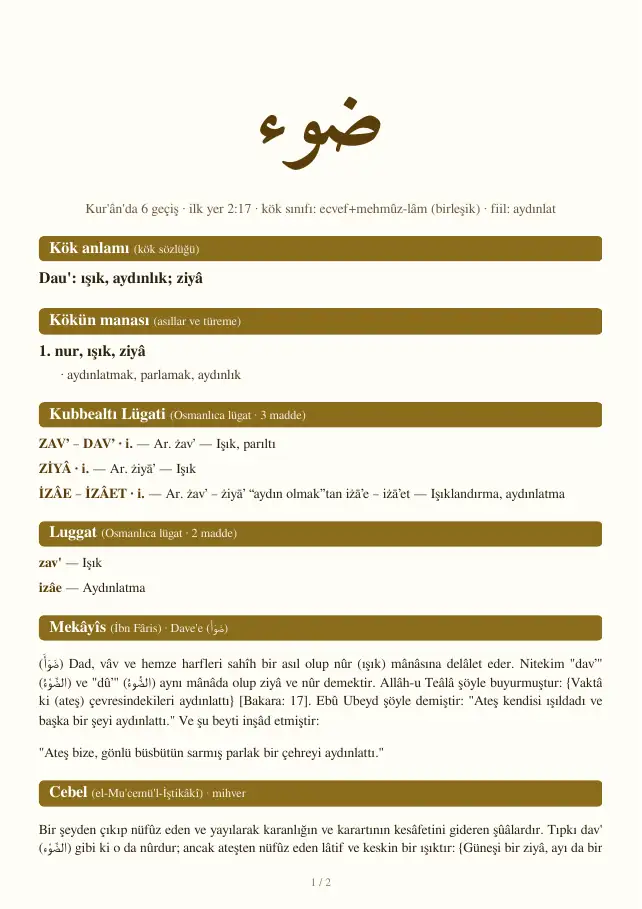 ضوء
Kur'ân'da 6 geçiş · ilk yer 2:17 · kök sınıfı: ecvef+mehmûz-lâm (birleşik) · fiil: aydınlat
Kök anlamı (kök sözlüğü)
Dau': ışık, aydınlık; ziyâ
Kökün manası (asıllar ve türeme)
1. nur, ışık, ziyâ
· aydınlatmak, parlamak, aydınlık
Kubbealtı Lügati (Osmanlıca lügat · 3 madde)
ZAV’ – DAV’ · i. — Ar. żav’ — Işık, parıltı
ZİYÂ · i. — Ar. żiyā’ — Işık
İZÂE – İZÂET · i. — Ar. żav’ – żiyā’ “aydın olmak”tan iżā’e – iżā’et — Işıklandırma, aydınlatma
Luggat (Osmanlıca lügat · 2 madde)
zav' — Işık
izâe — Aydınlatma
Mekâyîs (İbn Fâris) · Dave'e (ضَوَأَ)
(ضَوَأَ) Dad, vâv ve hemze harfleri sahîh bir asıl olup nûr (ışık) mânâsına delâlet eder. Nitekim "dav’"
(الضَّوْءُ) ve "dû’" (الضُّوءُ) aynı mânâda olup ziyâ ve nûr demektir. Allâh-u Teâlâ şöyle buyurmuştur: {Vaktâ
ki (ateş) çevresindekileri aydınlattı} [Bakara: 17]. Ebû Ubeyd şöyle demiştir: "Ateş kendisi ışıldadı ve
başka bir şeyi aydınlattı." Ve şu beyti inşâd etmiştir:
"Ateş bize, gönlü büsbütün sarmış parlak bir çehreyi aydınlattı."
Cebel (el-Mu'cemü'l-İştikâkî) · mihver
Bir şeyden çıkıp nüfûz eden ve yayılarak karanlığın ve karartının kesâfetini gideren şûâlardır. Tıpkı dav'
(الضَّوْء) gibi ki o da nûrdur; ancak ateşten nüfûz eden lâtif ve keskin bir ışıktır: {Güneşi bir ziyâ, ayı da bir
1 / 2